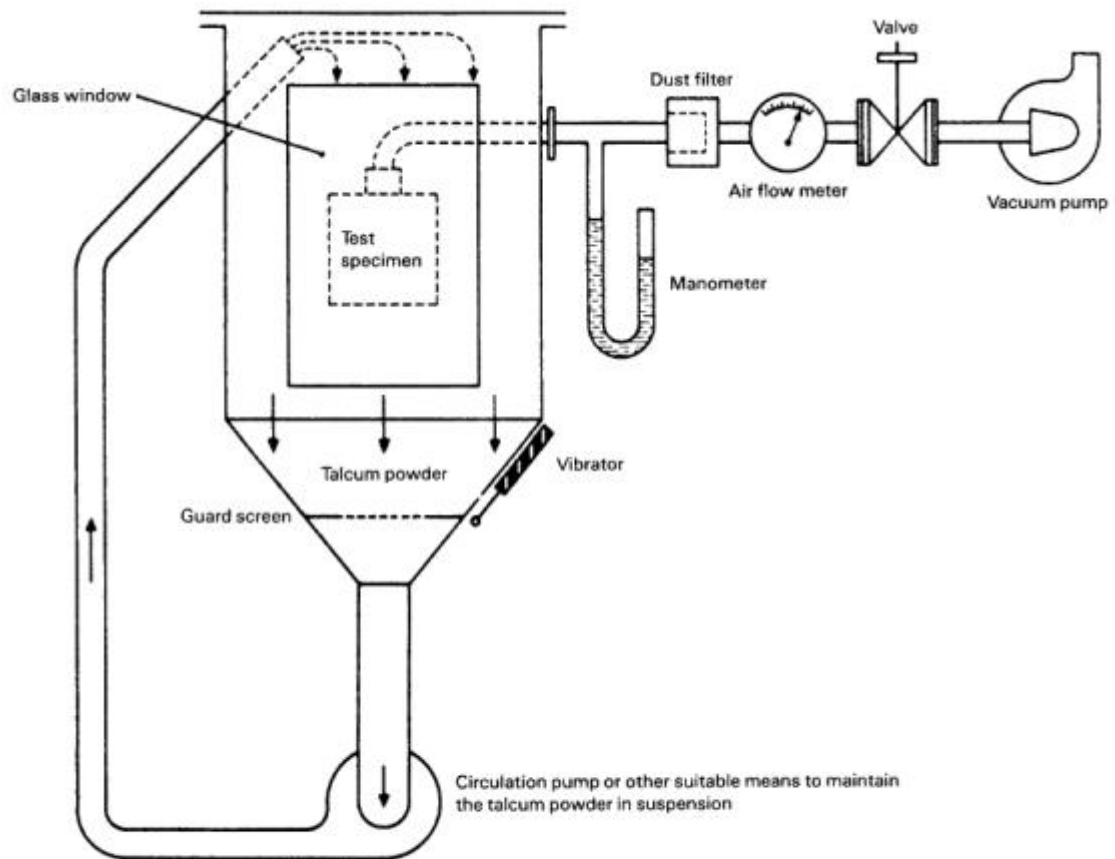 Valve
Dust filter
Glass window
Air flow meter
Vacuum pump
Test
specimen
Manometer
Talcum powder
Vibrator
Guard screen
Circulation pump or other suitable means to maintain
the talcum powder in suspension